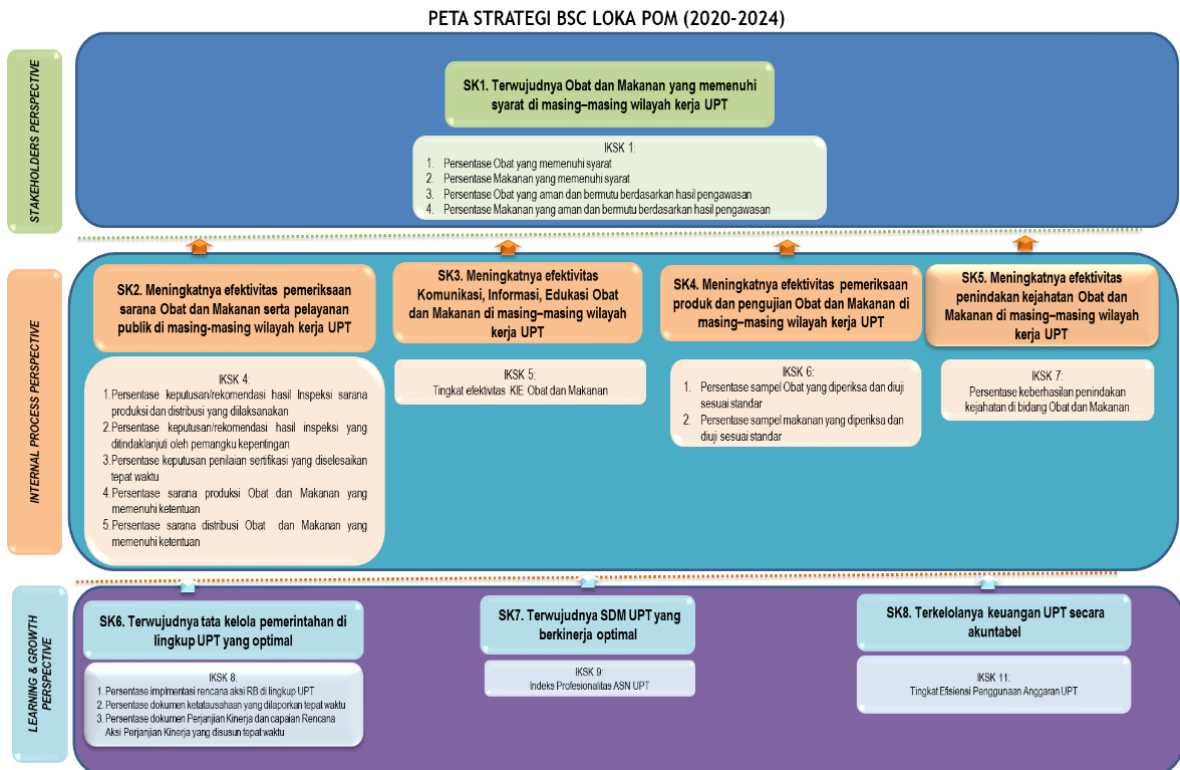 PETA STRATEGI BSC LOKA POM (2020-2024)
STAKEHOLDERS PERSPECTIVE
SK1. Terwujudnya Obat dan Makanan yang memenuhi
syarat di masing–masing wilayah kerja UPT
IKSK 1:
1. Persentase Obat yang memenuhi syarat
2. Persentase Makanan yang memenuhi syarat
3. Persentase Obat yang aman dan bermutu berdasarkan hasil pengawasan
4. Persentase Makanan yang aman dan bermutu berdasarkan hasil pengawasan
INTERNAL PROCESS PERSPECTIVE
SK2. Meningkatnya efektivitas pemeriksaan
sarana Obat dan Makanan serta pelayanan
publik di masing-masing wilayah kerja UPT
IKSK 4:
1. Persentase keputusan/rekomendasi hasil Inspeksi sarana
produksi dan distribusi yang dilaksanakan
2. Persentase keputusan/rekomendasi hasil inspeksi yang
ditindaklanjuti oleh pemangku kepentingan
3. Persentase keputusan penilaian sertifikasi yang diselesaikan
tepat waktu
4. Persentase sarana produksi Obat dan Makanan yang
memenuhi ketentuan
5. Persentase sarana distribusi Obat dan Makanan yang
memenuhi ketentuan
SK3. Meningkatnya efektivitas
Komunikasi, Informasi, Edukasi Obat
dan Makanan di masing–masing wilayah
kerja UPT
IKSK 5:
Tingkat efektivitas KIE Obat dan Makanan
SK4. Meningkatnya efektivitas pemeriksaan
produk dan pengujian Obat dan Makanan di
masing–masing wilayah kerja UPT
IKSK 6:
1. Persentase sampel Obat yang diperiksa dan diuji
sesuai standar
2. Persentase sampel makanan yang diperiksa dan
diuji sesuai standar
SK5. Meningkatnya efektivitas
penindakan kejahatan Obat dan
Makanan di masing–masing wilayah
kerja UPT
IKSK 7:
Persentase keberhasilan penindakan
kejahatan di bidang Obat dan Makanan
LEARNING & GROWTH
PERSPECTIVE
SK6. Terwujudnya tata kelola pemerintahan di
lingkup UPT yang optimal
IKSK 8:
1. Persentase implmentasi rencana aksi RB di lingkup UPT
2. Persentase dokumen ketatausahaan yang dilaporkan tepat waktu
3. Persentase dokumen Perjanjian Kinerja dan capaian Rencana
Aksi Perjanjian Kinerja yang disusun tepat waktu
SK7. Terwujudnya SDM UPT yang
berkinerja optimal
IKSK 9:
Indeks Profesionalitas ASN UPT
SK8. Terkelolanya keuangan UPT secara
akuntabel
IKSK 11:
Tingkat Efisiensi Penggunaan Anggaran UPT